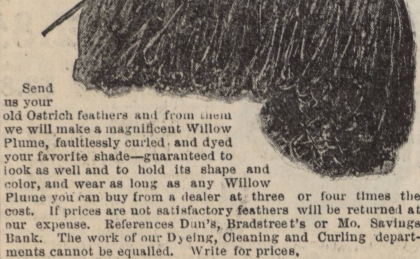 Send
us your
old Ostrich feathers and from them
we will make a magnificent Willow
Plume, faultlessly curled and dyed
your favorite shade—guaranteed to
look as well and to hold its shape and
color, and wear as long as any Willow
Plume you can buy from a dealer at three or four times the
cost. If prices are not satisfactory feathers will be returned at
our expense. References Dun's, Bradstreet's or Mo. Savings
Bank. The work of our Dyeing, Cleaning and Curling depart-
ments cannot be equalled. Write for prices,